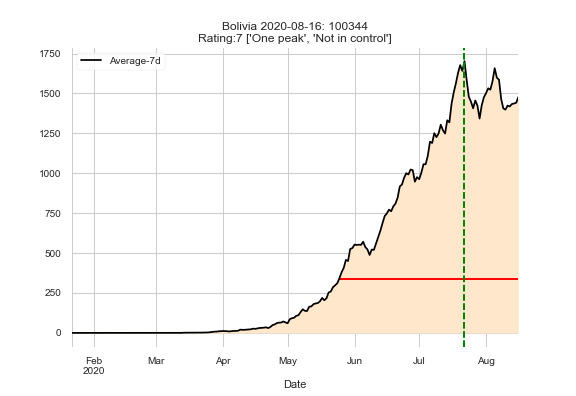 Bolivia 2020-08-16: 100344
Rating:7 ['One peak', 'Not in control']
Average-7d
1750
1500
1250
1000
750
500
250
0
Feb Mar Apr May Jun Jul Aug
2020
Date